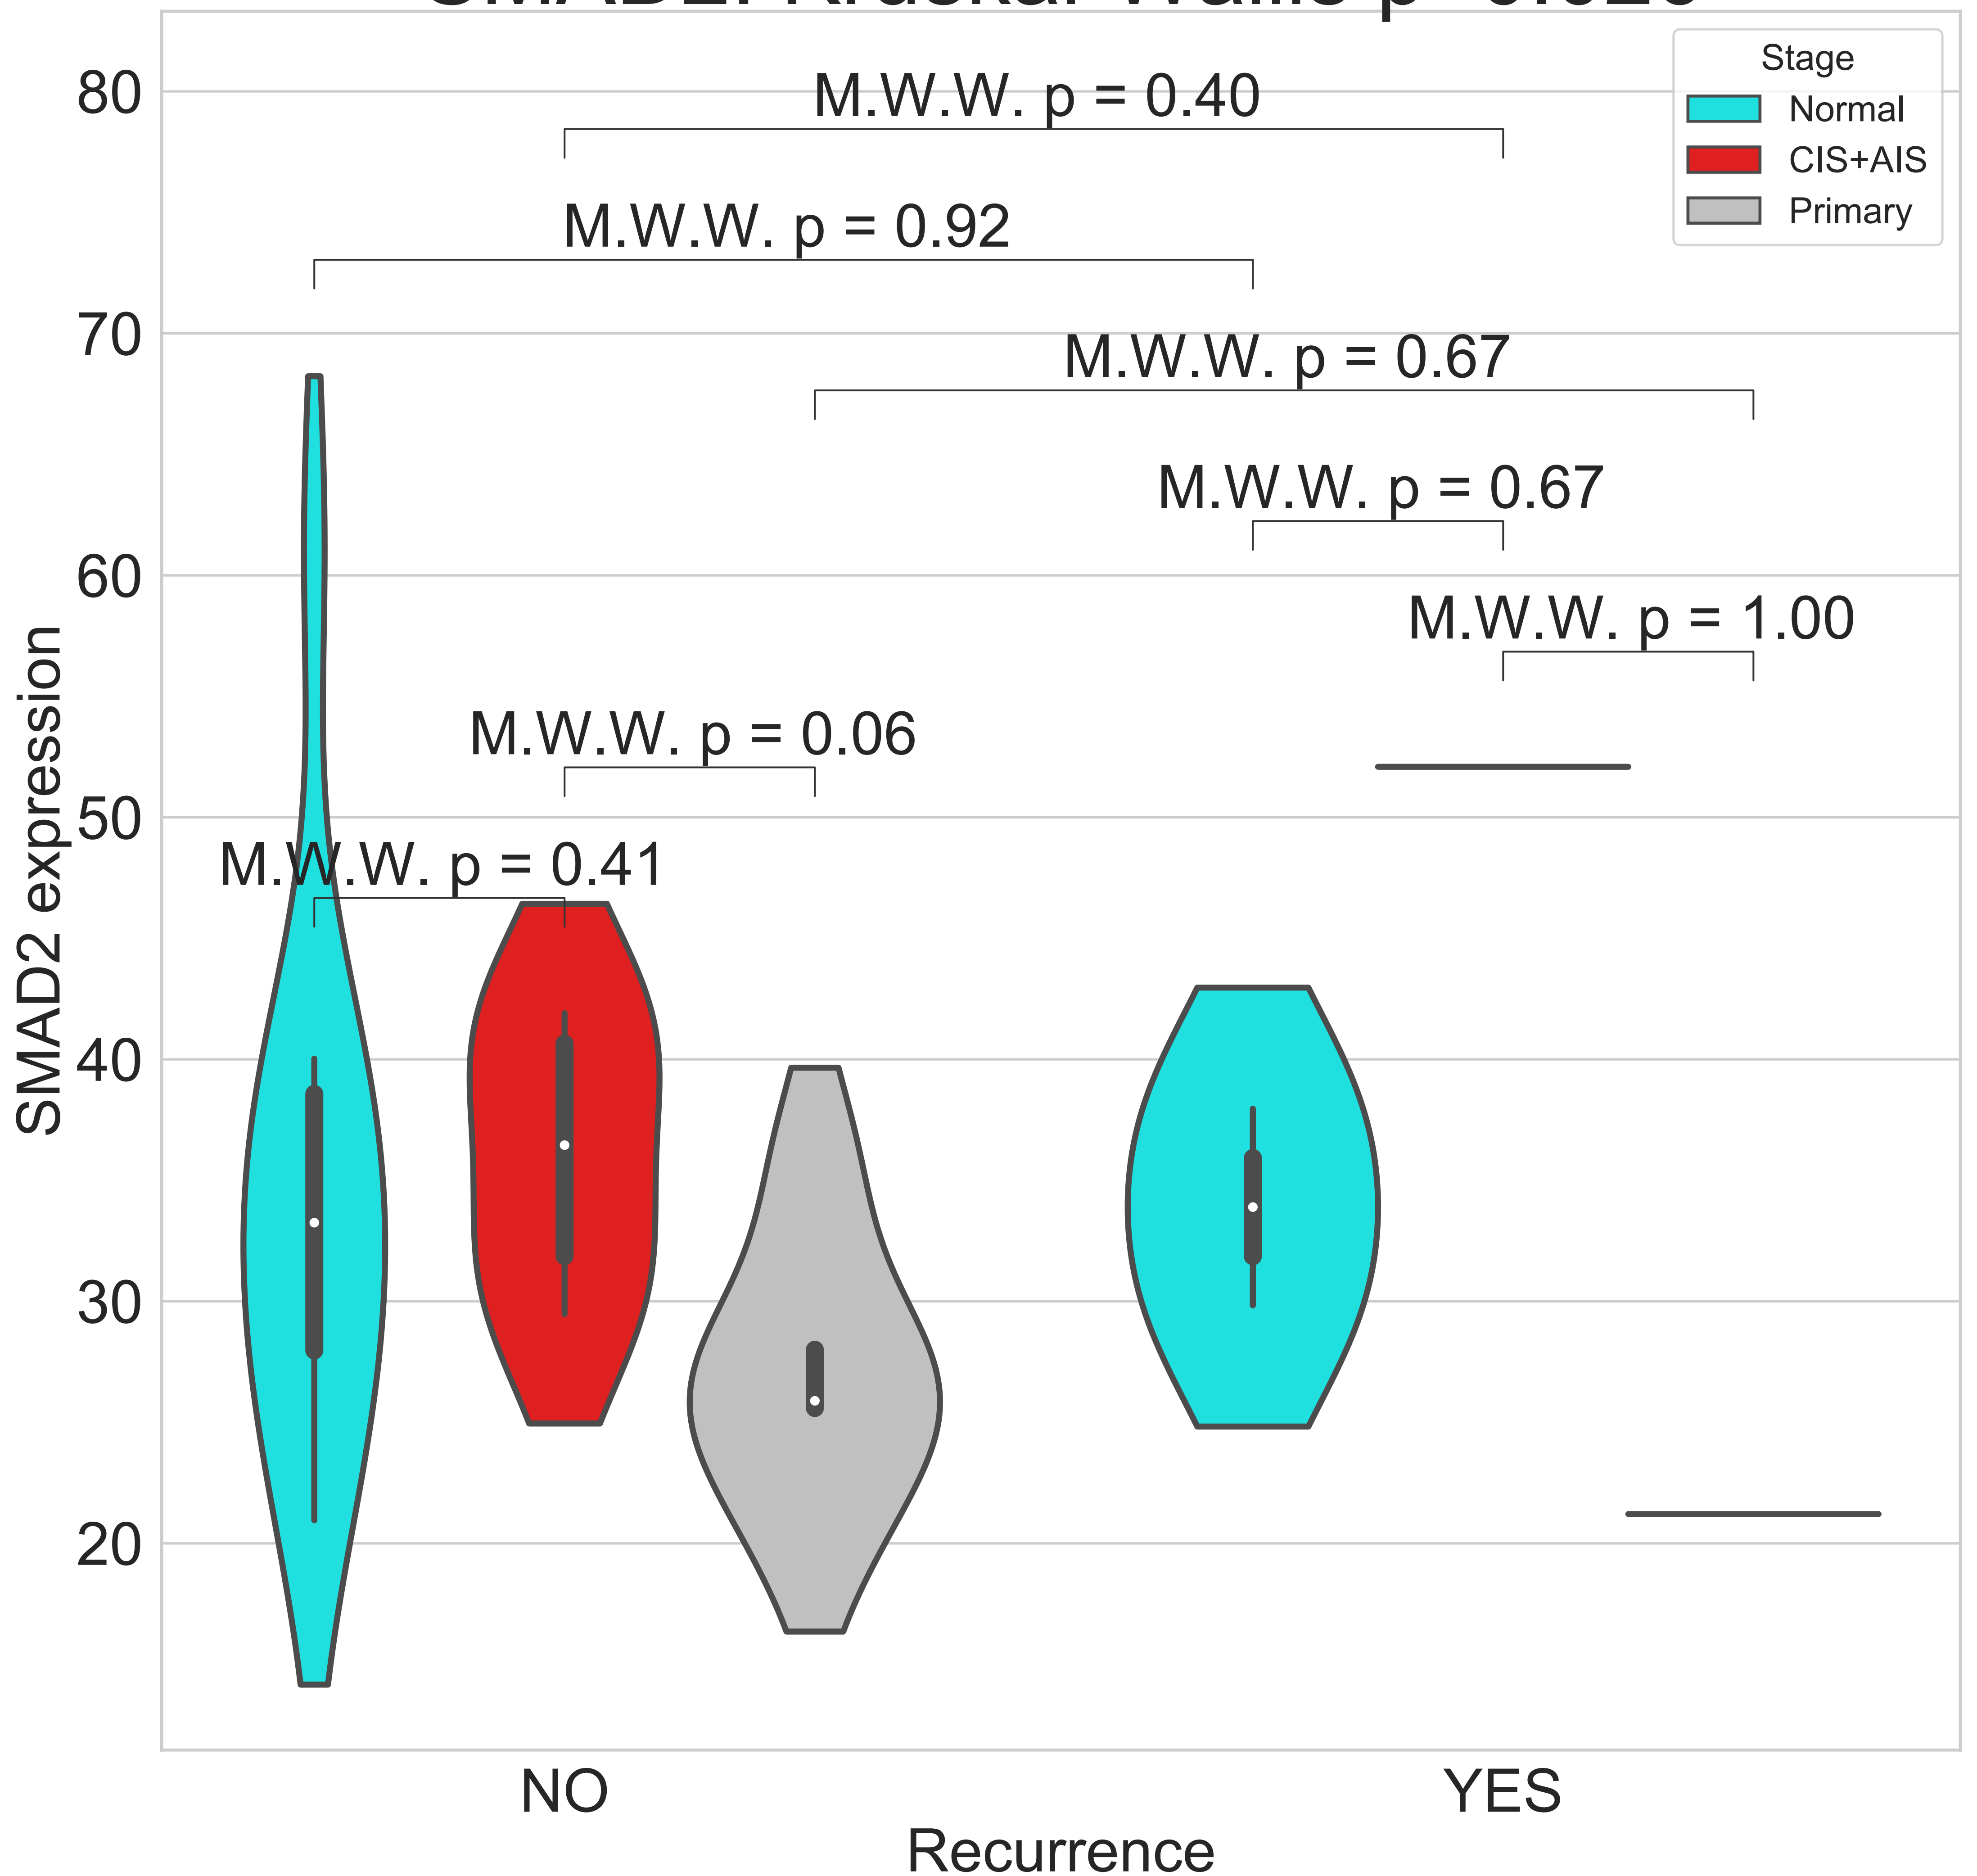 Stage
Normal
CIS+AIS
Primary
M.W.W. p = 0.40
M.W.W. p = 0.92
M.W.W. p = 0.67
M.W.W. p = 0.67
M.W.W. p = 1.00
M.W.W. p = 0.06
M.W.W. p = 0.41
80
70
60
50
40
30
20
SMAD2 expression
NO
YES
Recurrence